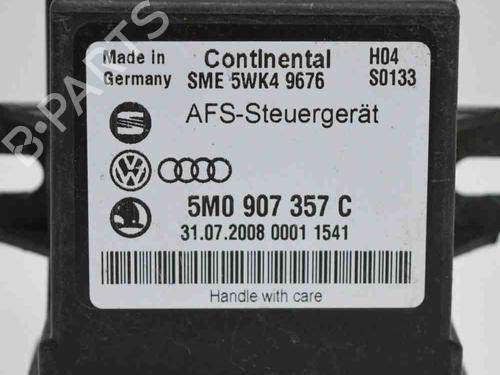 Made in Germany
Continental
SME 5WK4 9676
H04
S0133
AFS-Steuergerät
5M0 907 357 C
31.07.2008 0001 1541
Handle with care
B-PARTS